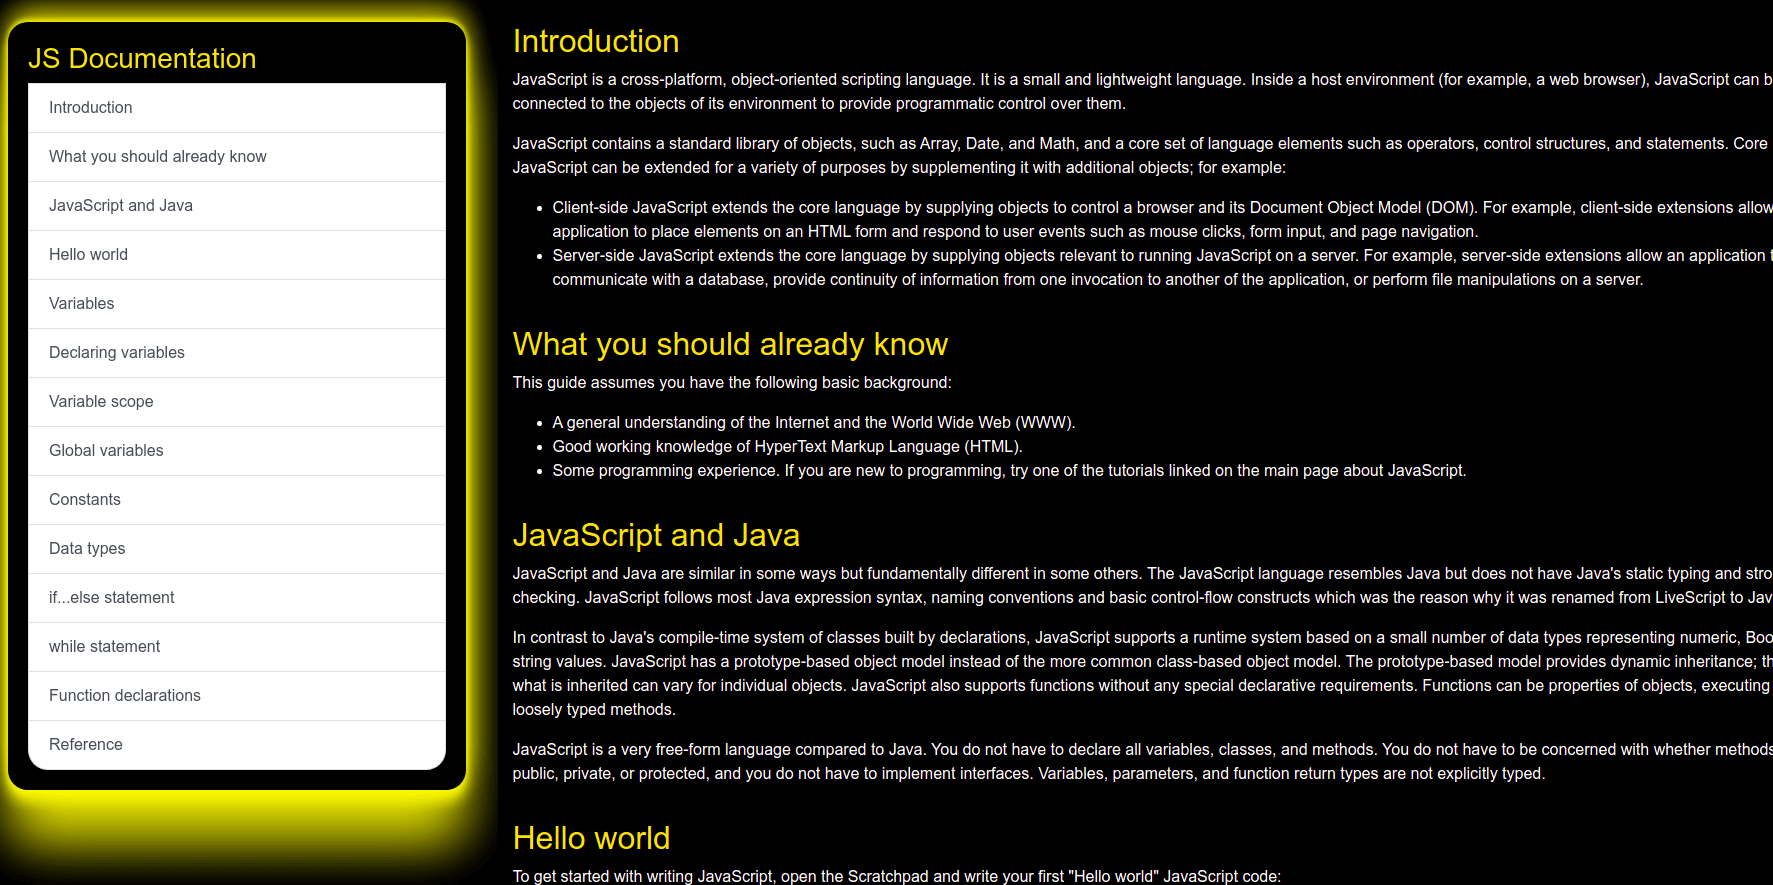 JS Documentation
Introduction
What you should already know
JavaScript and Java
Hello world
Variables
Declaring variables
Variable scope
Global variables
Constants
Data types
if...else statement
while statement
Function declarations
Reference
Introduction
JavaScript is a cross-platform, object-oriented scripting language. It is a small and lightweight language. Inside a host environment (for example, a web browser), JavaScript can b
connected to the objects of its environment to provide programmatic control over them.
JavaScript contains a standard library of objects, such as Array, Date, and Math, and a core set of language elements such as operators, control structures, and statements. Core
JavaScript can be extended for a variety of purposes by supplementing it with additional objects; for example:
• Client-side JavaScript extends the core language by supplying objects to control a browser and its Document Object Model (DOM). For example, client-side extensions allow
application to place elements on an HTML form and respond to user events such as mouse clicks, form input, and page navigation.
• Server-side JavaScript extends the core language by supplying objects relevant to running JavaScript on a server. For example, server-side extensions allow an application t
communicate with a database, provide continuity of information from one invocation to another of the application, or perform file manipulations on a server.
What you should already know
This guide assumes you have the following basic background:
• A general understanding of the Internet and the World Wide Web (WWW).
• Good working knowledge of HyperText Markup Language (HTML).
• Some programming experience. If you are new to programming, try one of the tutorials linked on the main page about JavaScript.
JavaScript and Java
JavaScript and Java are similar in some ways but fundamentally different in some others. The JavaScript language resembles Java but does not have Java's static typing and stro
checking. JavaScript follows most Java expression syntax, naming conventions and basic control-flow constructs which was the reason why it was renamed from LiveScript to Jav
In contrast to Java's compile-time system of classes built by declarations, JavaScript supports a runtime system based on a small number of data types representing numeric, Boo
string values. JavaScript has a prototype-based object model instead of the more common class-based object model. The prototype-based model provides dynamic inheritance; th
what is inherited can vary for individual objects. JavaScript also supports functions without any special declarative requirements. Functions can be properties of objects, executing
loosely typed methods.
JavaScript is a very free-form language compared to Java. You do not have to declare all variables, classes, and methods. You do not have to be concerned with whether methods
public, private, or protected, and you do not have to implement interfaces. Variables, parameters, and function return types are not explicitly typed.
Hello world
To get started with writing JavaScript, open the Scratchpad and write your first "Hello world" JavaScript code: